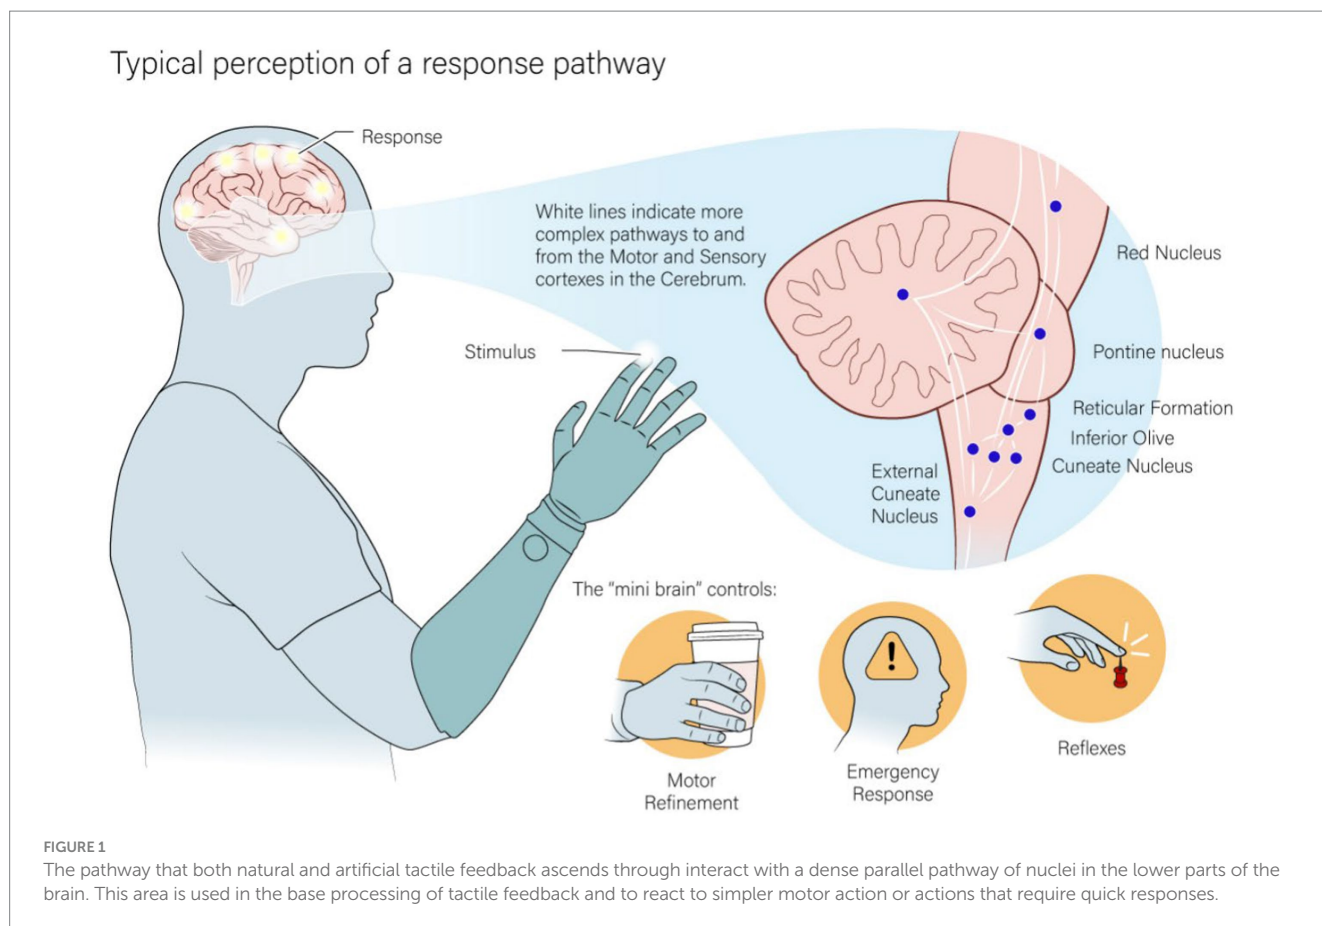 Typical perception of a response pathway
Response
White lines indicate more
complex pathways to and
from the Motor and Sensory
cortexes in the Cerebrum.
Red Nucleus
Stimulus
Pontine nucleus
Reticular Formation
Inferior Olive
Cuneate Nucleus
External
Cuneate
Nucleus
The “mini brain” controls:
Motor
Refinement
Emergency
Response
Reflexes
FIGURE 1
The pathway that both natural and artificial tactile feedback ascends through interact with a dense parallel pathway of nuclei in the lower parts of the
brain. This area is used in the base processing of tactile feedback and to react to simpler motor action or actions that require quick responses.